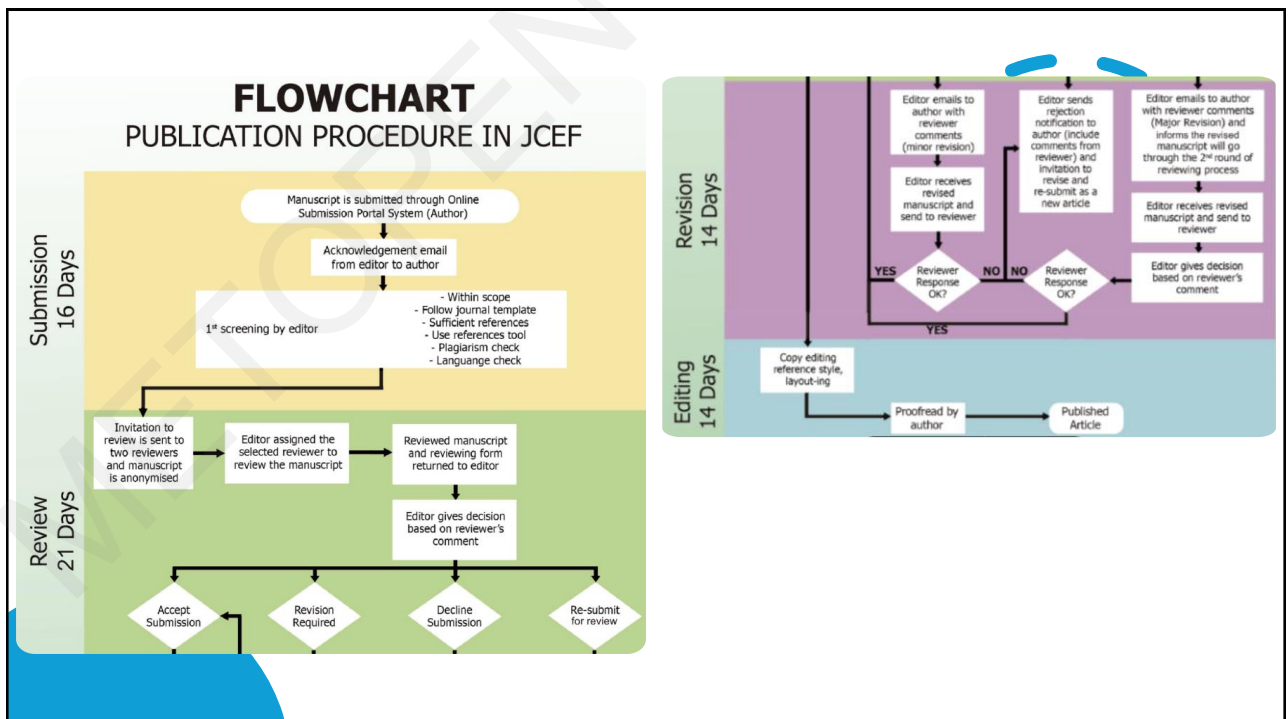 FLOWCHART
PUBLICATION PROCEDURE IN JCEF
Submission
16 Days
Manuscript is submitted through Online
Submission Portal System (Author)
Acknowledgement email
from editor to author
1st screening by editor
- Within scope
- Follow journal template
- Sufficient references
- Use references tool
- Plagiarism check
- Languange check
Review
21 Days
Invitation to
review is sent to
two reviewers
and manuscript
is anonymised
Editor assigned the
selected reviewer to
review the manuscript
Reviewed manuscript
and reviewing form
returned to editor
Editor gives decision
based on reviewer's
comment
Accept
Submission
Revision
Required
Decline
Submission
Re-submit
for review
Revision
14 Days
Editor emails to
author with
reviewer
comments
(minor revision)
Editor receives
revised
manuscript and
send to reviewer
YES
Reviewer
Response
OK?
NO
Editor sends
rejection
notification to
author (include
comments from
reviewer) and
invitation to
revise and
re-submit as a
new article
NO
Reviewer
Response
OK?
YES
Editor emails to author
with reviewer comments
(Major Revision) and
informs the revised
manuscript will go
through the 2nd round of
reviewing process
Editor receives revised
manuscript and send to
reviewer
Editor gives decision
based on reviewer's
comment
Editing
14 Days
Copy editing
reference style,
layout-ing
Proofread by
author
Published
Article
METOPEN